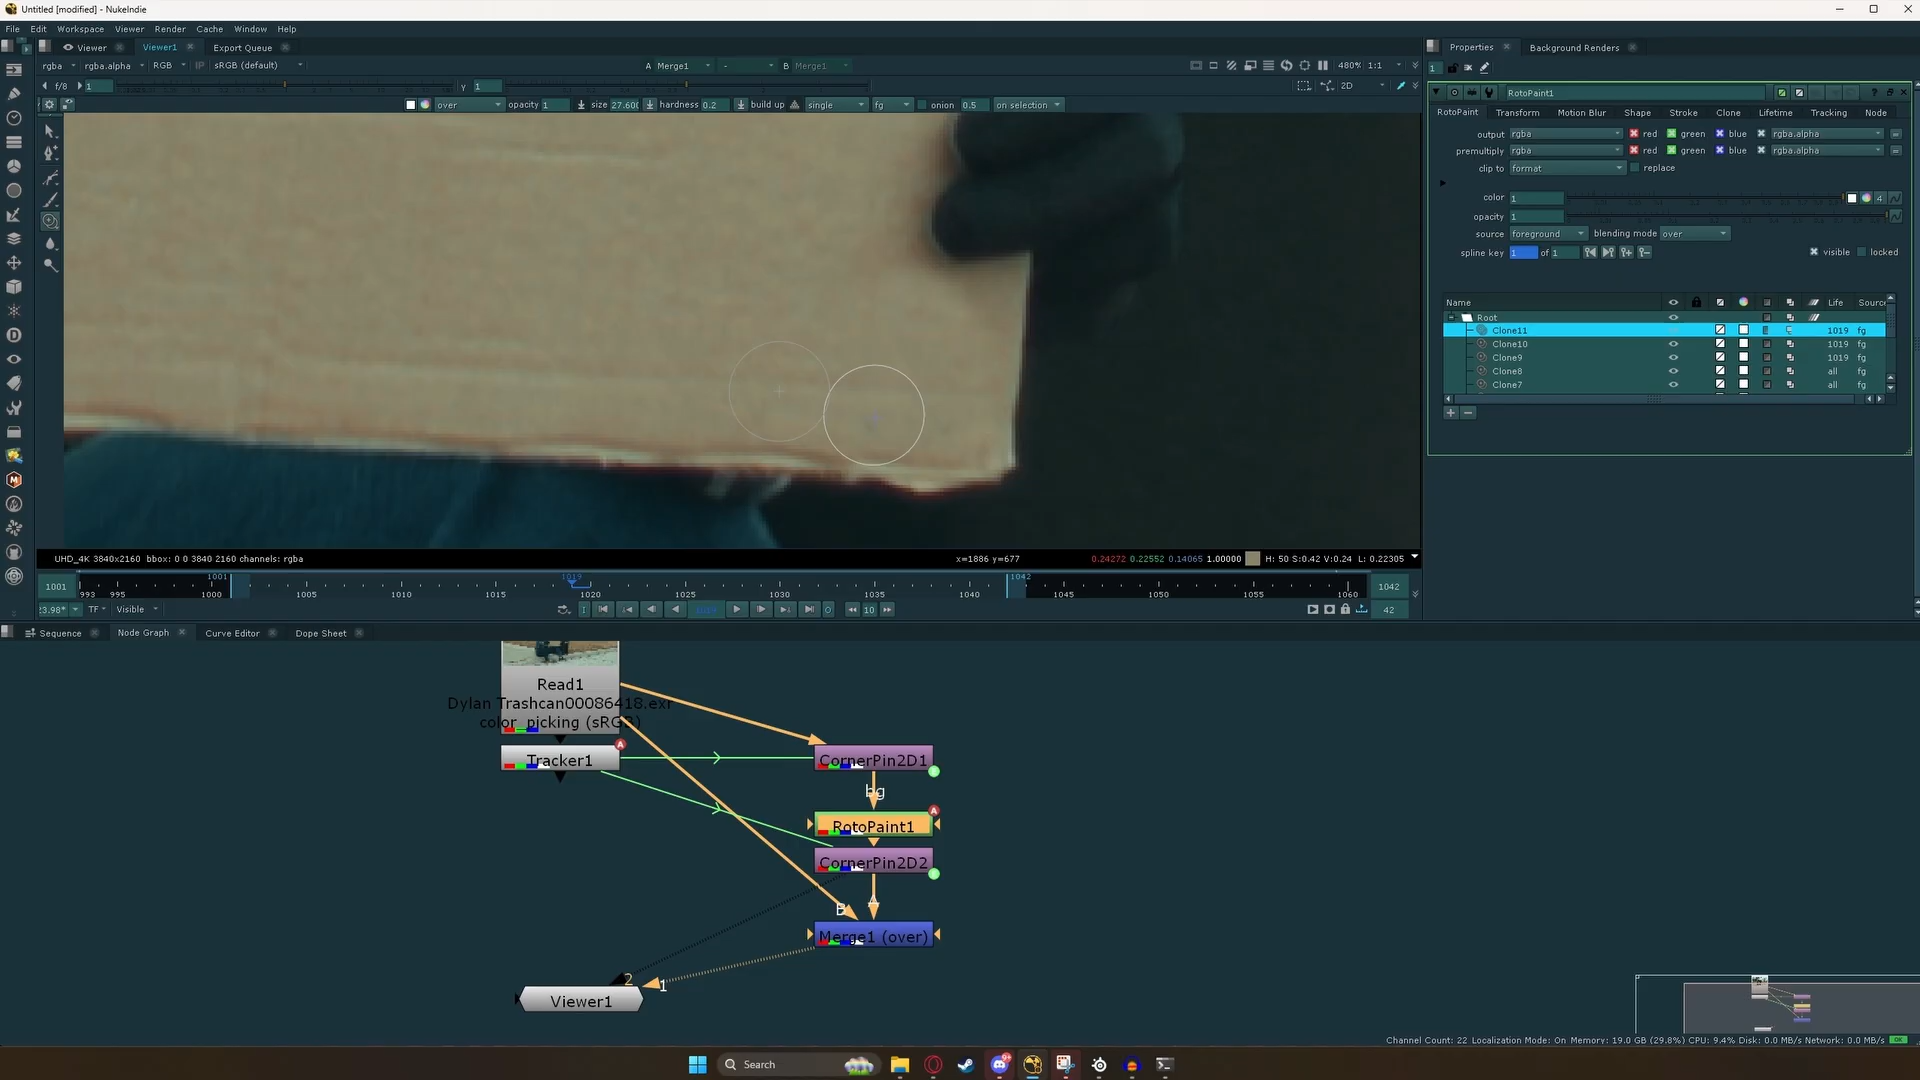 Untitled [modified] - NukeIndie
File Edit Workspace Viewer Render Cache Window Help
Viewer Viewer1 Export Queue
rgba rgba.alpha RGB IP sRGB (default) A Merge1 - B Merge1 480% 1:1
f/8 1 y 1 2D
over opacity 1 size 27.60 hardness 0.2 build up single fg onion 0.5 on selection
Properties Background Renders
1
RotoPaint1
RotoPaint Transform Motion Blur Shape Stroke Clone Lifetime Tracking Node
output rgba red green blue rgba.alpha
premultiply rgba red green blue rgba.alpha
clip to format replace
color 1 4
opacity 1
source foreground blending mode over
spline key 1 of 1 visible locked
Name Life Source
Root
Clone11 1019 fg
Clone10 1019 fg
Clone9 1019 fg
Clone8 all fg
Clone7 all fg
UHD_4K 3840x2160 bbox: 0 0 3840 2160 channels: rgba x=1886 y=677 0.24272 0.22552 0.14065 1.00000 H: 50 S:0.42 V:0.24 L: 0.22305
1001 1001 1019 1042 1042
993 995 1000 1005 1010 1015 1020 1025 1030 1035 1040 1045 1050 1055 1060
23.98* TF Visible 1019 10 42
Sequence Node Graph Curve Editor Dope Sheet
Read1
Dylan Trashcan00086418.exr
color_picking (sRGB)
Tracker1 A CornerPin2D1
bg
RotoPaint1 A
CornerPin2D2
B A
Merge1 (over)
2 1
Viewer1
Channel Count: 22 Localization Mode: On Memory: 19.0 GB (29.8%) CPU: 9.4% Disk: 0.0 MB/s Network: 0.0 MB/s OK
Search